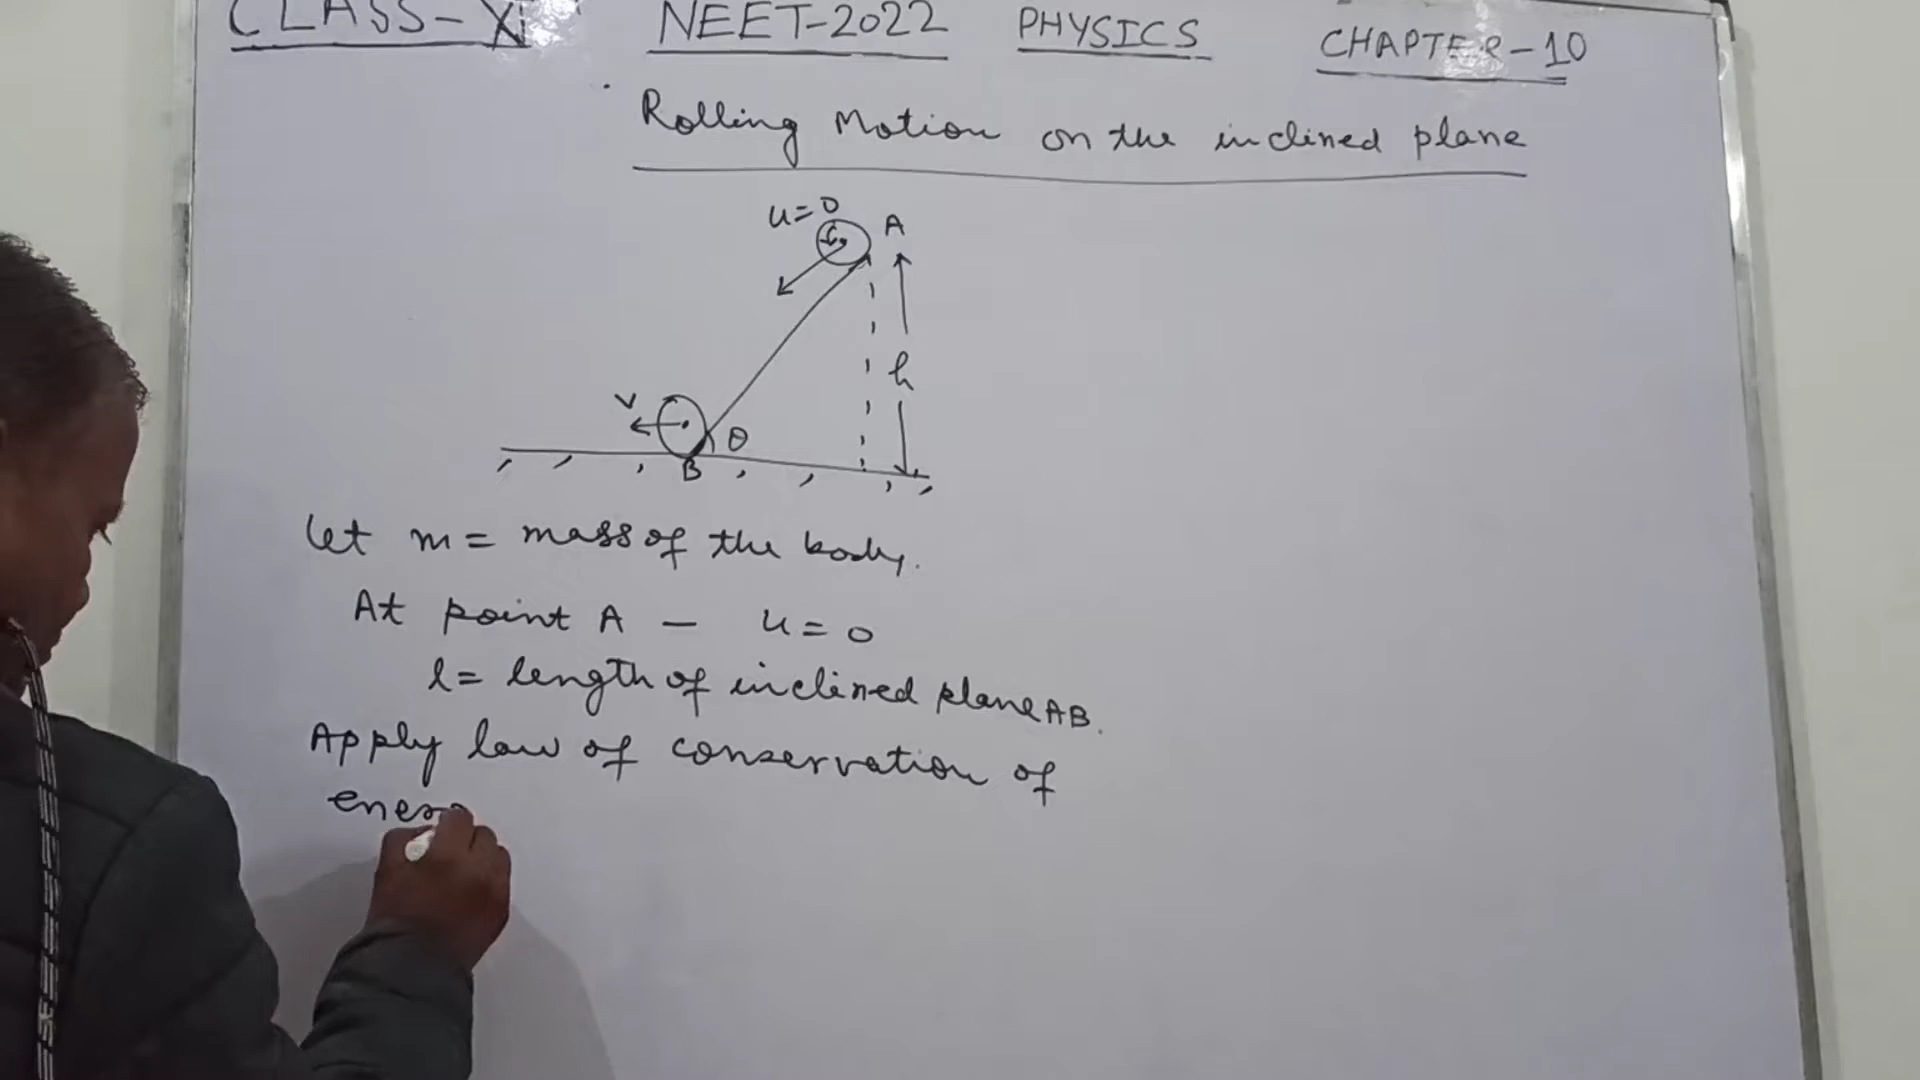 CLASS-XI NEET-2022 PHYSICS CHAPTER-10
Rolling Motion on the inclined plane
u=0
A
h
v
θ
B
Let m= mass of the body.
At point A - u=0
l= length of inclined plane AB.
Apply law of conservation of
ener